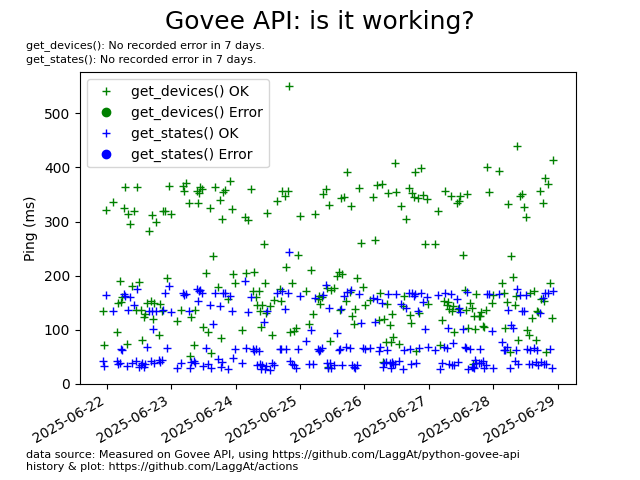 Govee API: is it working?
get_devices(): No recorded error in 7 days.
get_states(): No recorded error in 7 days.
get_devices() OK
get_devices() Error
get_states() OK
get_states() Error
Ping (ms)
500
400
300
200
100
0
2025-06-22
2025-06-23
2025-06-24
2025-06-25
2025-06-26
2025-06-27
2025-06-28
2025-06-29
data source: Measured on Govee API, using https://github.com/LaggAt/python-govee-api
history & plot: https://github.com/LaggAt/actions